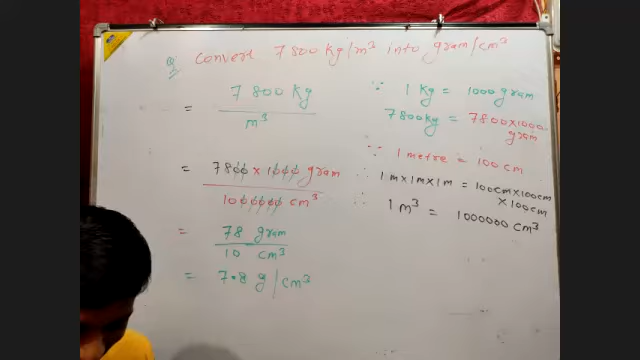 Q Convert 7800 kg/m³ into gram/cm³
= 7800 kg
m³
= 7800 × 1000 gram
1000000 cm³
= 78 gram
10 cm³
= 7.8 g/cm³
∵ 1 kg = 1000 gram
7800kg = 7800×1000 gram
∵ 1 metre = 100 cm
∴ 1m×1m×1m = 100cm×100cm
×100cm
∴ 1m³ = 1000000 cm³